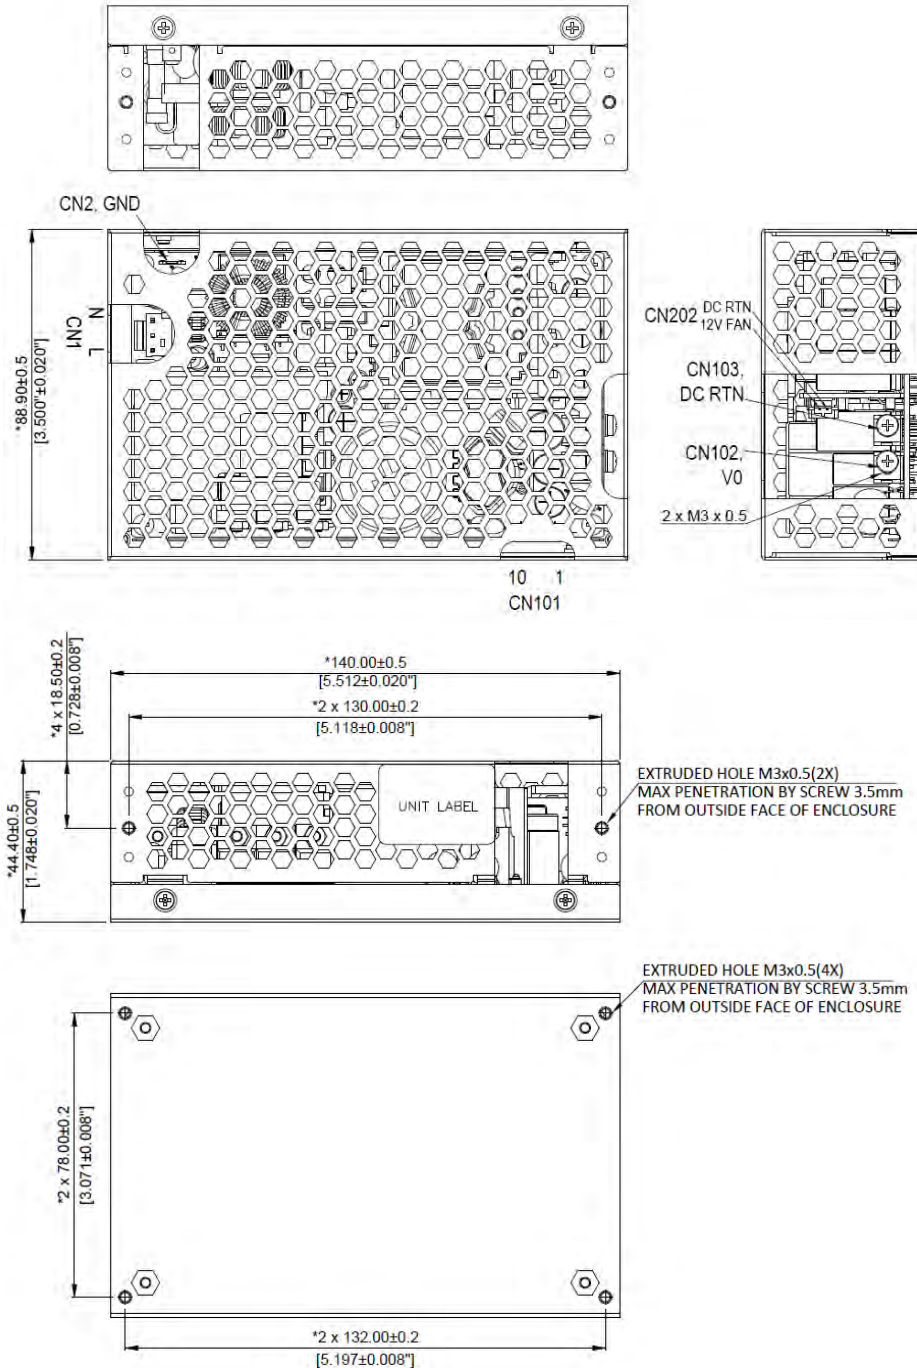 CN2, GND
N
CN1
L
*88.90±0.5
[3.500"±0.020"]
CN202 DC RTN
12V FAN
CN103,
DC RTN
CN102,
V0
2 x M3 x 0.5
10 1
CN101
*4 x 18.50±0.2
[0.728±0.008"]
*140.00±0.5
[5.512±0.020"]
*2 x 130.00±0.2
[5.118±0.008"]
*44.40±0.5
[1.748±0.020"]
UNIT LABEL
EXTRUDED HOLE M3x0.5(2X)
MAX PENETRATION BY SCREW 3.5mm
FROM OUTSIDE FACE OF ENCLOSURE
EXTRUDED HOLE M3x0.5(4X)
MAX PENETRATION BY SCREW 3.5mm
FROM OUTSIDE FACE OF ENCLOSURE
*2 x 78.00±0.2
[3.071±0.008"]
*2 x 132.00±0.2
[5.197±0.008"]